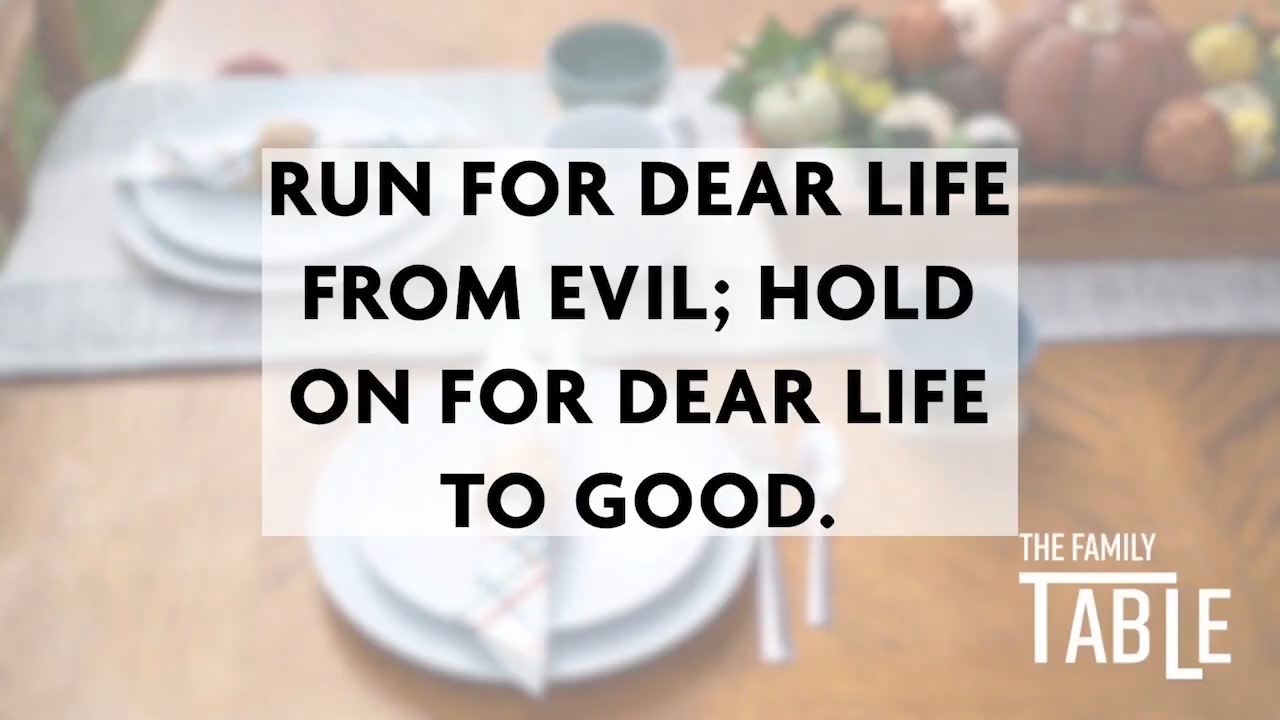 RUN FOR DEAR LIFE
FROM EVIL; HOLD
ON FOR DEAR LIFE
TO GOOD.
THE FAMILY
TABLE